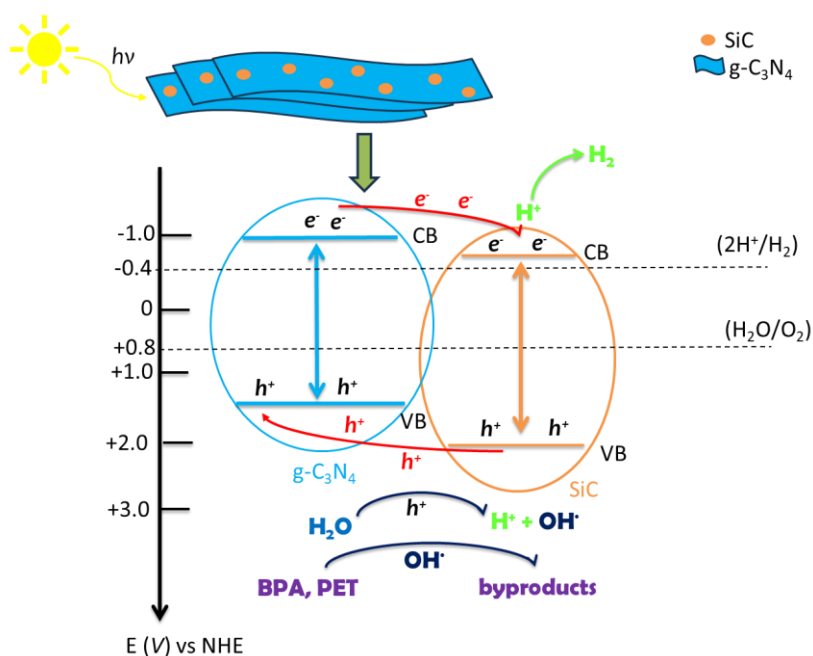 hν
SiC
g-C₃N₄
H₂
e⁻ e⁻
H⁺
e⁻ e⁻
CB
-1.0
e⁻ e⁻
CB
(2H⁺/H₂)
-0.4
0
(H₂O/O₂)
+0.8
+1.0
h⁺ h⁺
VB
h⁺
h⁺ h⁺
+2.0
h⁺
VB
g-C₃N₄
SiC
+3.0
h⁺
H₂O
H⁺ + OH·
OH·
BPA, PET
byproducts
E (V) vs NHE